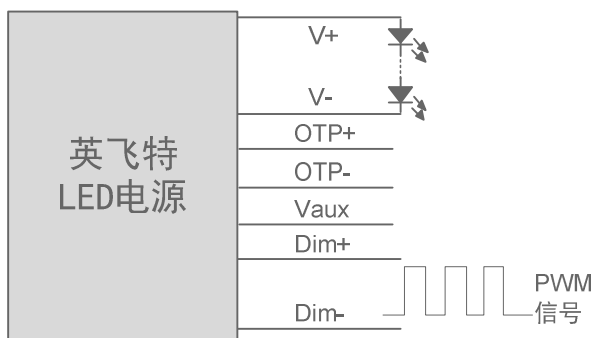 英飞特
LED电源
V+
V-
OTP+
OTP-
Vaux
Dim+
Dim-
PWM
信号